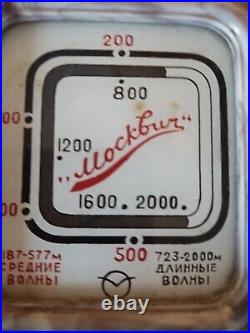 200
800
1200
„Москвич"
1600 2000
500
187-577м
СРЕДНИЕ
ВОЛНЫ
723-2000м
ДЛИННЫЕ
ВОЛНЫ